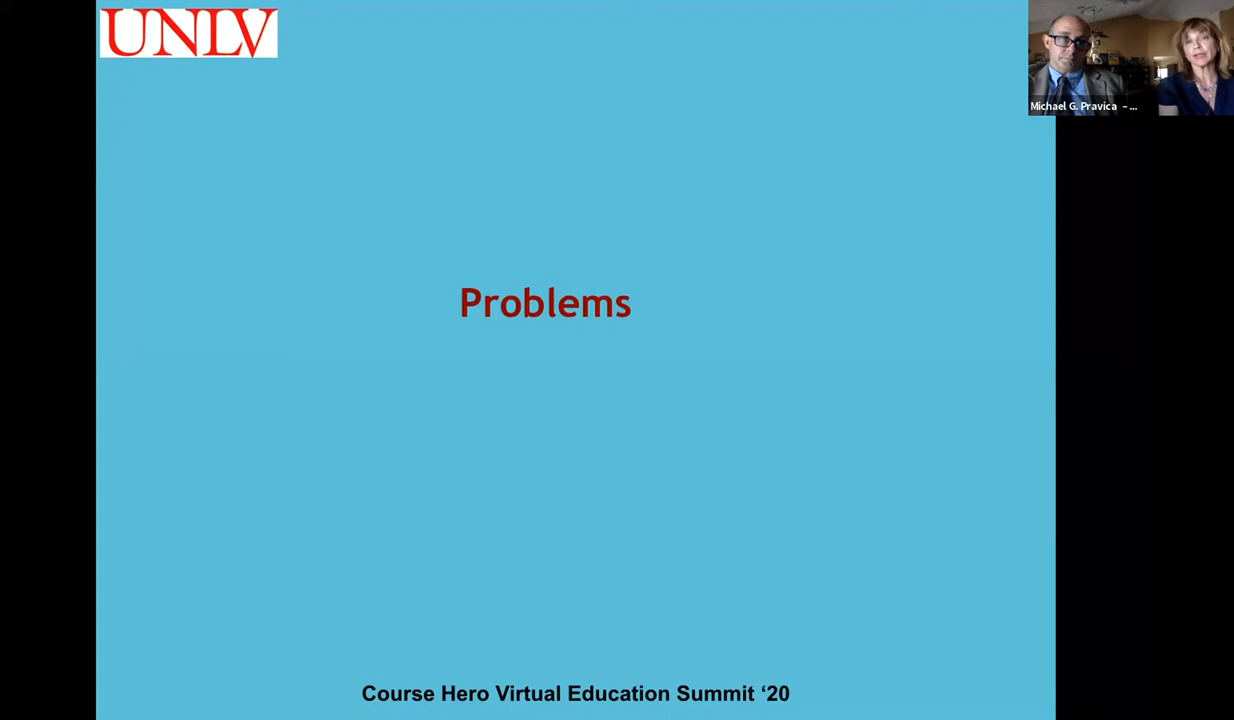 UNLV
Michael G. Pravica – ...
Problems
Course Hero Virtual Education Summit ‘20